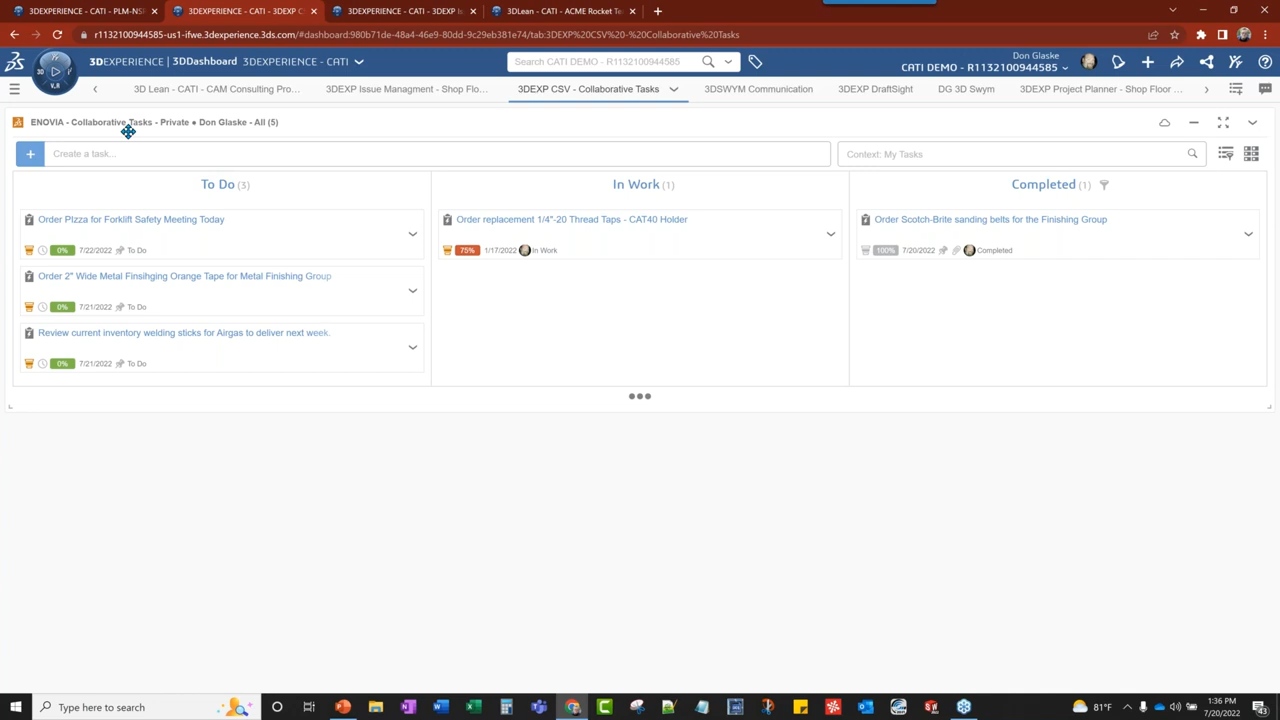 3DEXPERIENCE - CATI - PLM-NS
3DEXPERIENCE - CATI - 3DEXP C
3DEXPERIENCE - CATI - 3DEXP Is
3DLean - CATI - ACME Rocket Te
r1132100944585-us1-ifwe.3dexperience.3ds.com/#dashboard:980b71de-48a4-46e9-80dd-9c29eb381e74/tab:3DEXP%20CSV%20-%20Collaborative%20Tasks
3DEXPERIENCE | 3DDashboard 3DEXPERIENCE - CATI
Search CATI DEMO - R1132100944585
Don Glaske
CATI DEMO - R1132100944585
3D
V.R
3D Lean - CATI - CAM Consulting Pro...
3DEXP Issue Managment - Shop Flo...
3DEXP CSV - Collaborative Tasks
3DSWYM Communication
3DEXP DraftSight
DG 3D Swym
3DEXP Project Planner - Shop Floor ...
ENOVIA - Collaborative Tasks - Private ● Don Glaske - All (5)
Create a task...
Context: My Tasks
To Do (3)
In Work (1)
Completed (1)
Order PIzza for Forklift Safety Meeting Today
0% 7/22/2022 To Do
Order 2" Wide Metal Finsihging Orange Tape for Metal Finishing Group
0% 7/21/2022 To Do
Review current inventory welding sticks for Airgas to deliver next week.
0% 7/21/2022 To Do
Order replacement 1/4"-20 Thread Taps - CAT40 Holder
75% 1/17/2022 In Work
Order Scotch-Brite sanding belts for the Finishing Group
100% 7/20/2022 Completed
Type here to search
81°F
1:36 PM
7/20/2022